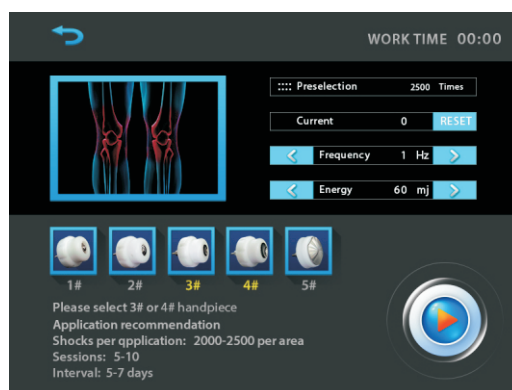 WORK TIME 00:00
:::: Preselection 2500 Times
Current 0 RESET
Frequency 1 Hz
Energy 60 mj
1# 2# 3# 4# 5#
Please select 3# or 4# handpiece
Application recommendation
Shocks per qpplication: 2000-2500 per area
Sessions: 5-10
Interval: 5-7 days